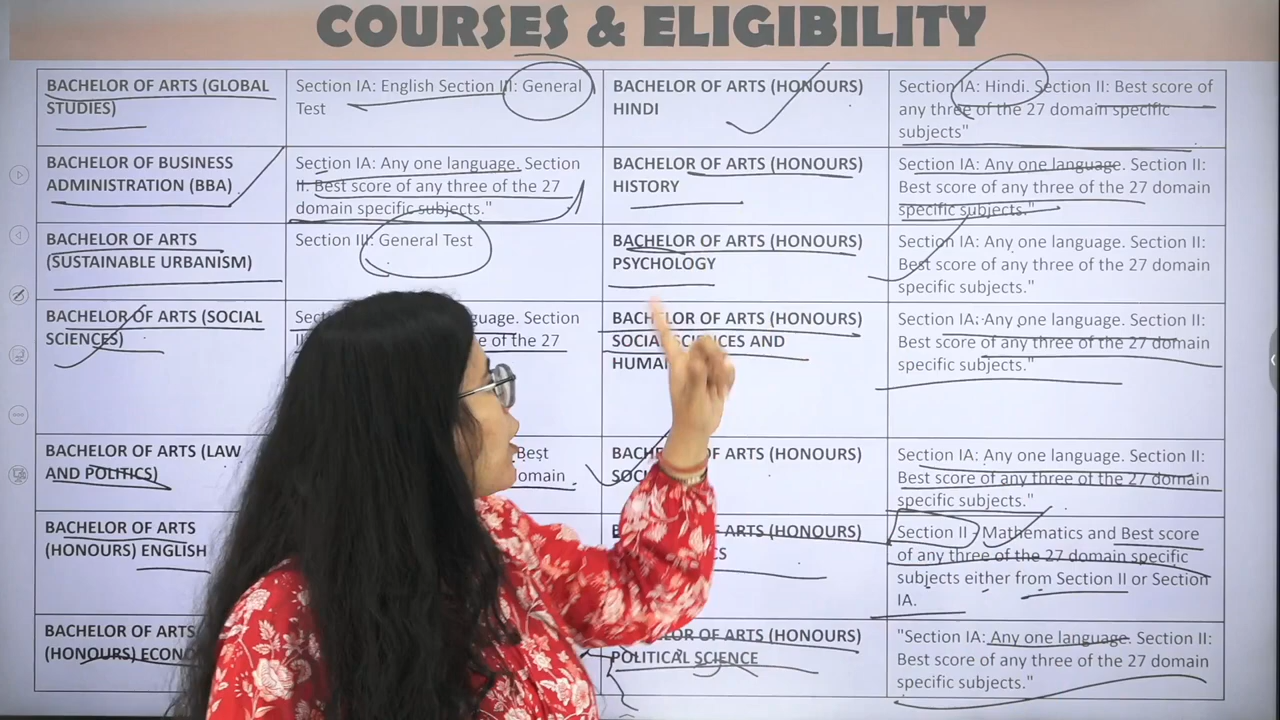 COURSES & ELIGIBILITY
BACHELOR OF ARTS (GLOBAL
STUDIES)
Section IA: English Section III: General
Test
BACHELOR OF ARTS (HONOURS)
HINDI
Section IA: Hindi. Section II: Best score of
any three of the 27 domain specific
subjects"
BACHELOR OF BUSINESS
ADMINISTRATION (BBA)
Section IA: Any one language. Section
II: Best score of any three of the 27
domain specific subjects."
BACHELOR OF ARTS (HONOURS)
HISTORY
Section IA: Any one language. Section II:
Best score of any three of the 27 domain
specific subjects."
BACHELOR OF ARTS
(SUSTAINABLE URBANISM)
Section III: General Test
BACHELOR OF ARTS (HONOURS)
PSYCHOLOGY
Section IA: Any one language. Section II:
Best score of any three of the 27 domain
specific subjects."
BACHELOR OF ARTS (SOCIAL
SCIENCES)
Section
of the 27
BACHELOR OF ARTS (HONOURS)
SOCIAL SCIENCES AND
Section IA: Any one language. Section II:
Best score of any three of the 27 domain
specific subjects."
BACHELOR OF ARTS (LAW
AND POLITICS)
Best
Domain
OF ARTS (HONOURS)
Section IA: Any one language. Section II:
Best score of any three of the 27 domain
specific subjects."
BACHELOR OF ARTS
(HONOURS) ENGLISH
OF ARTS (HONOURS)
Section II - Mathematics and Best score
of any three of the 27 domain specific
subjects either from Section II or Section
IA.
BACHELOR OF ARTS
(HONOURS)
OF ARTS (HONOURS)
POLITICAL SCIENCE
"Section IA: Any one language. Section II:
Best score of any three of the 27 domain
specific subjects."